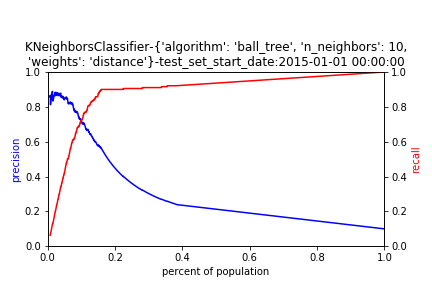 KNeighborsClassifier-{'algorithm': 'ball_tree', 'n_neighbors': 10,
'weights': 'distance'}-test_set_start_date:2015-01-01 00:00:00
1.0
0.8
0.6
0.4
0.2
0.0
precision
1.0
0.8
0.6
0.4
0.2
0.0
recall
0.0 0.2 0.4 0.6 0.8 1.0
percent of population